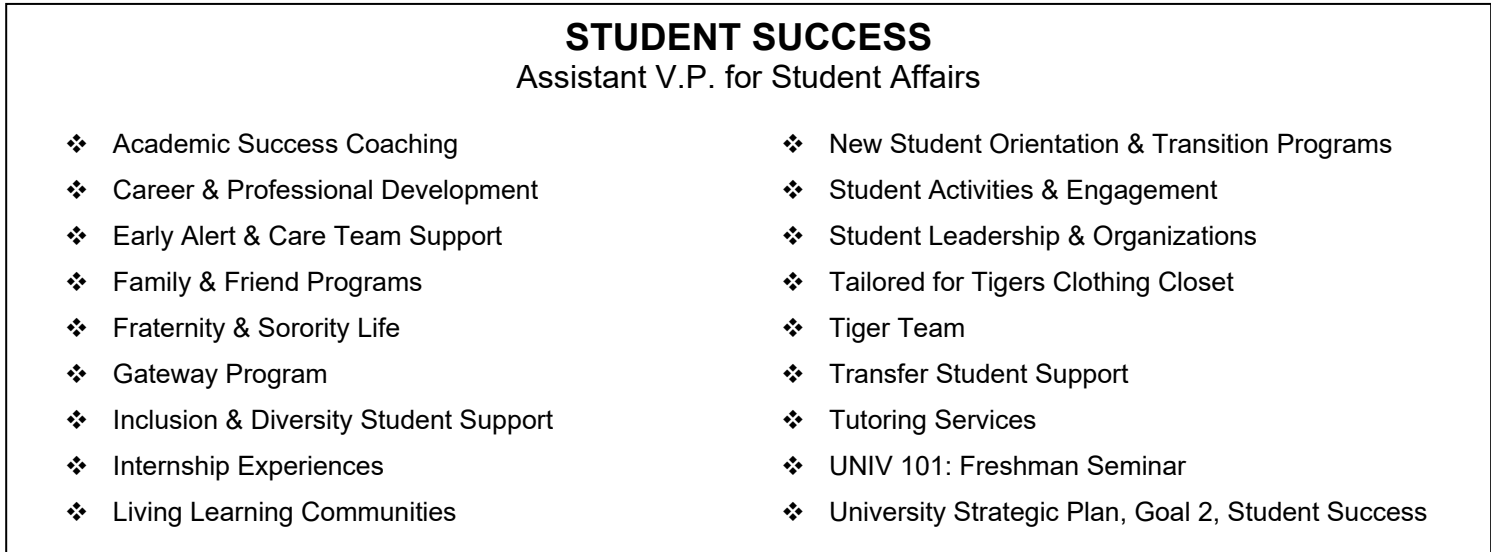 STUDENT SUCCESS
Assistant V.P. for Student Affairs
❖ Academic Success Coaching
❖ Career & Professional Development
❖ Early Alert & Care Team Support
❖ Family & Friend Programs
❖ Fraternity & Sorority Life
❖ Gateway Program
❖ Inclusion & Diversity Student Support
❖ Internship Experiences
❖ Living Learning Communities
❖ New Student Orientation & Transition Programs
❖ Student Activities & Engagement
❖ Student Leadership & Organizations
❖ Tailored for Tigers Clothing Closet
❖ Tiger Team
❖ Transfer Student Support
❖ Tutoring Services
❖ UNIV 101: Freshman Seminar
❖ University Strategic Plan, Goal 2, Student Success